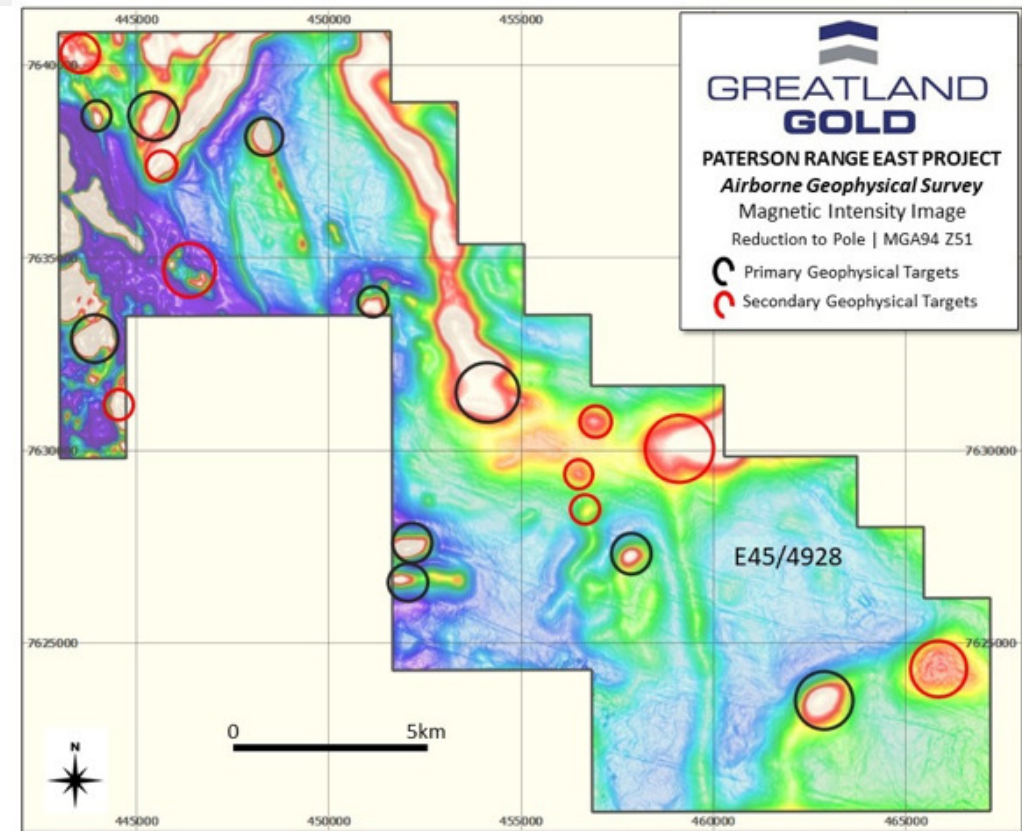 445000
450000
455000
GREATLAND
GOLD
PATERSON RANGE EAST PROJECT
Airborne Geophysical Survey
Magnetic Intensity Image
Reduction to Pole | MGA94 Z51
Primary Geophysical Targets
Secondary Geophysical Targets
7640000
7635000
7630000
7630000
E45/4928
7625000
7625000
0
5km
N
445000
450000
455000
460000
465000